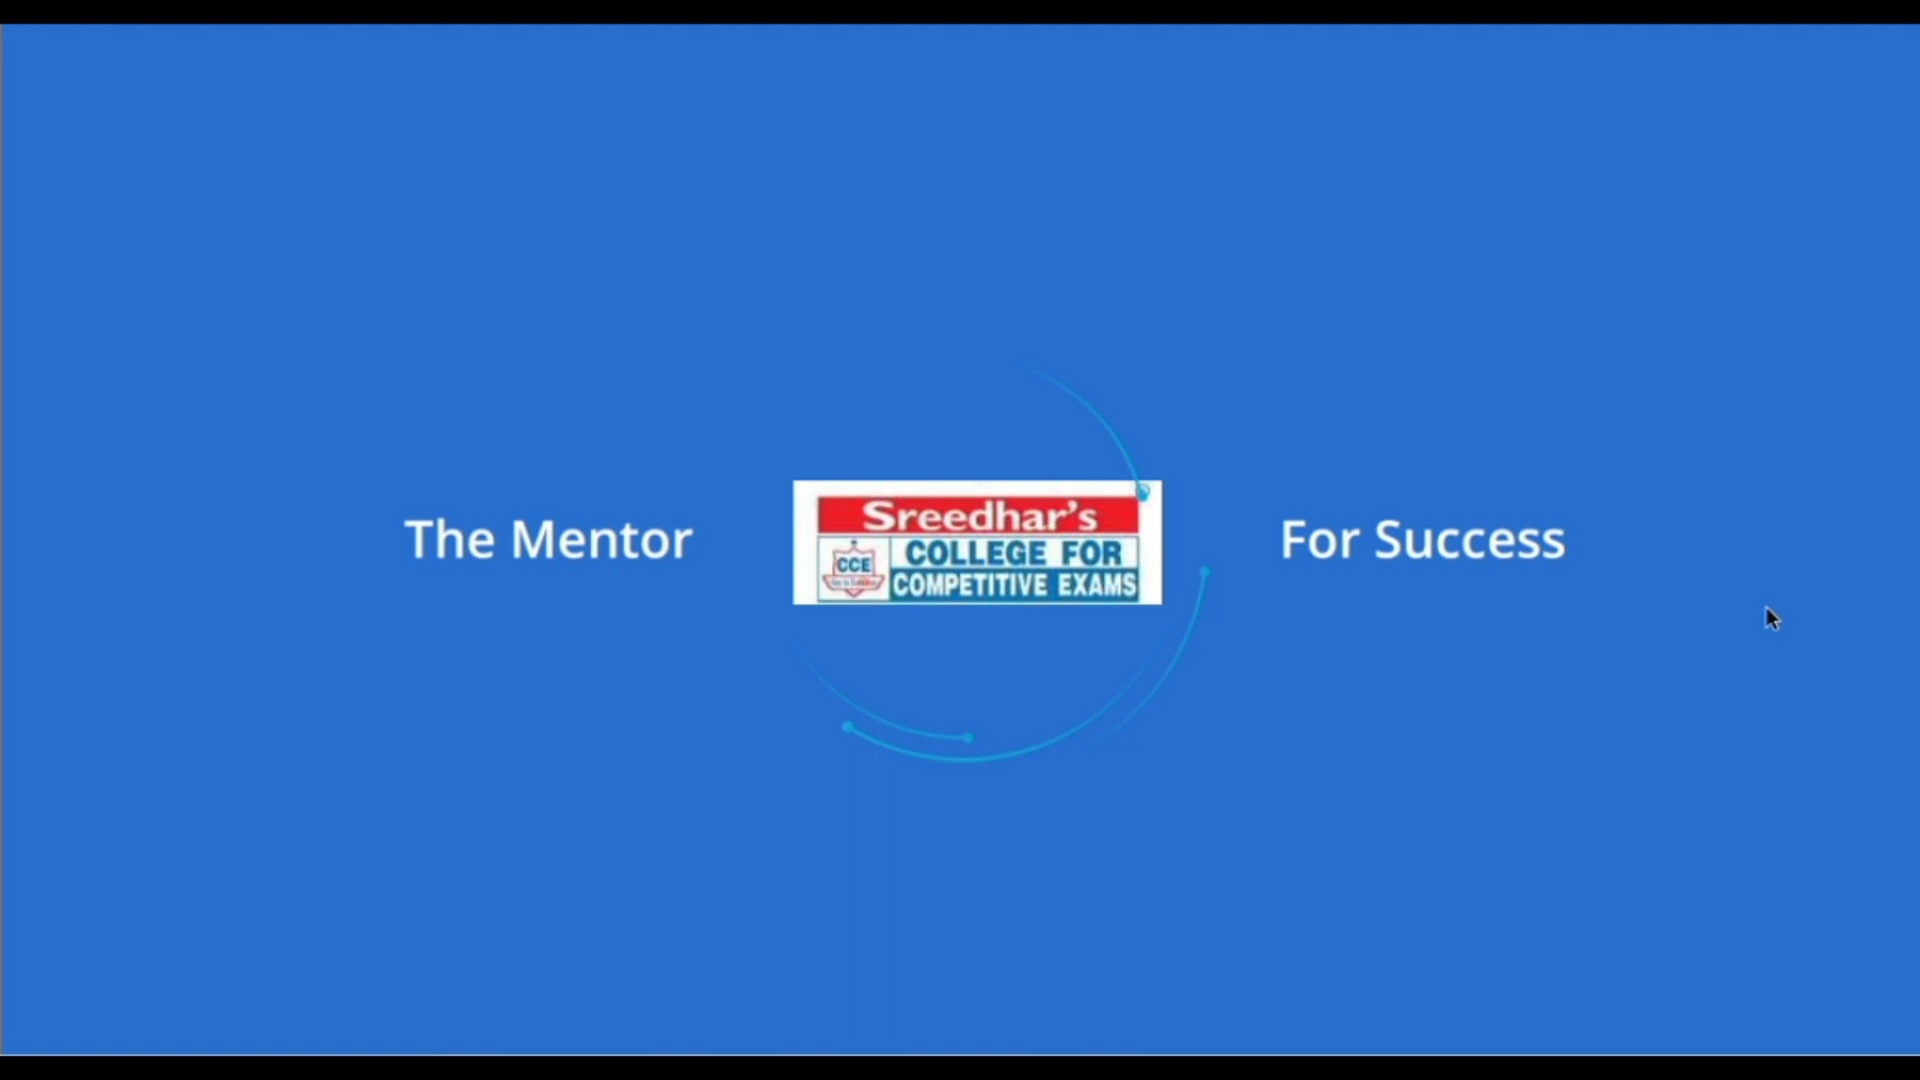 The Mentor
Sreedhar's
COLLEGE FOR
CCE
COMPETITIVE EXAMS
For Success